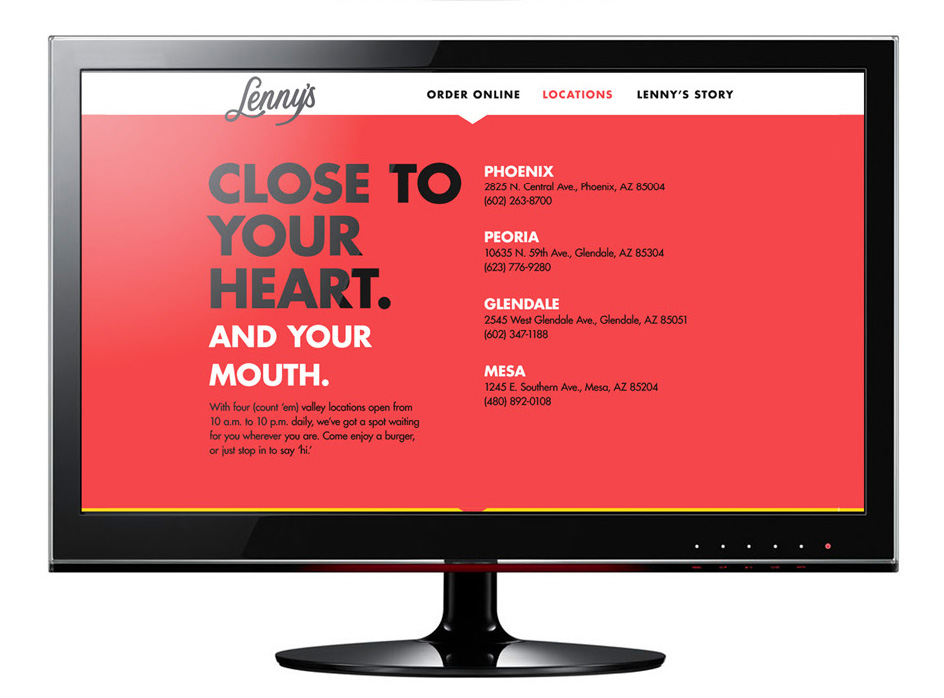 Lenny's
ORDER ONLINE LOCATIONS LENNY'S STORY
CLOSE TO
YOUR
HEART.
AND YOUR
MOUTH.
With four (count 'em) valley locations open from
10 a.m. to 10 p.m. daily, we've got a spot waiting
for you wherever you are. Come enjoy a burger,
or just stop in to say 'hi.'
PHOENIX
2825 N. Central Ave., Phoenix, AZ 85004
(602) 263-8700
PEORIA
10635 N. 59th Ave., Glendale, AZ 85304
(623) 776-9280
GLENDALE
2545 West Glendale Ave., Glendale, AZ 85051
(602) 347-1188
MESA
1245 E. Southern Ave., Mesa, AZ 85204
(480) 892-0108